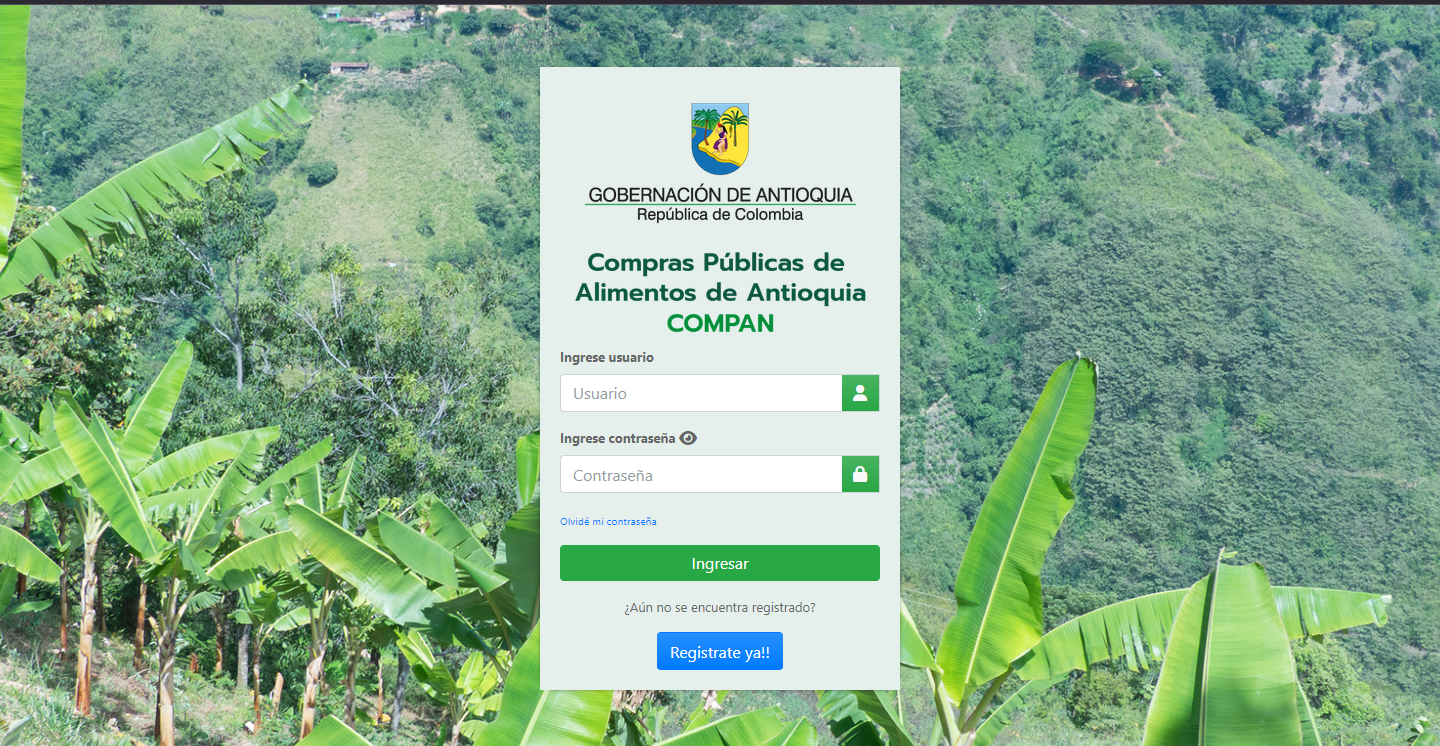 GOBERNACIÓN DE ANTIOQUIA
República de Colombia
Compras Públicas de
Alimentos de Antioquia
COMPAN
Ingrese usuario
Usuario
Ingrese contraseña
Contraseña
Olvidé mi contraseña
Ingresar
¿Aún no se encuentra registrado?
Registrate ya!!